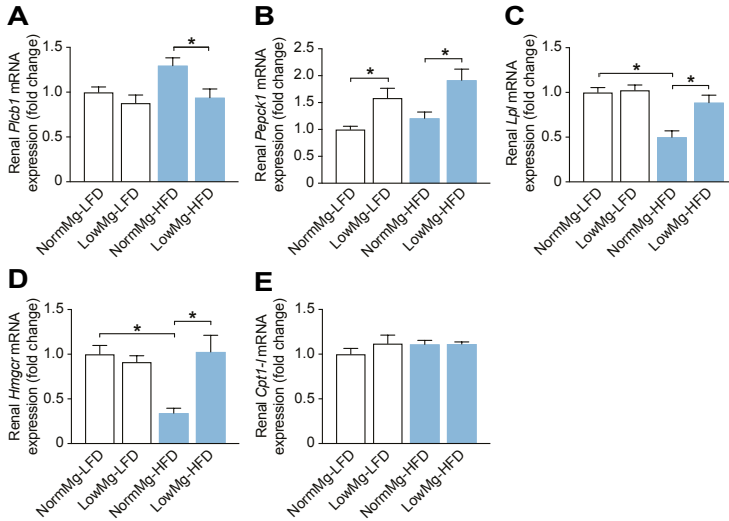 A
Renal Plcb1 mRNA
expression (fold change)
1.5
1.0
0.5
0
*
NormMg-LFD
LowMg-LFD
NormMg-HFD
LowMg-HFD
B
Renal Pepck1 mRNA
expression (fold change)
2.5
2.0
1.5
1.0
0.5
0
*
*
NormMg-LFD
LowMg-LFD
NormMg-HFD
LowMg-HFD
C
Renal Lpl mRNA
expression (fold change)
1.5
1.0
0.5
0
*
*
NormMg-LFD
LowMg-LFD
NormMg-HFD
LowMg-HFD
D
Renal Hmgcr mRNA
expression (fold change)
1.5
1.0
0.5
0
*
*
NormMg-LFD
LowMg-LFD
NormMg-HFD
LowMg-HFD
E
Renal Cpt1-l mRNA
expression (fold change)
1.5
1.0
0.5
0
NormMg-LFD
LowMg-LFD
NormMg-HFD
LowMg-HFD